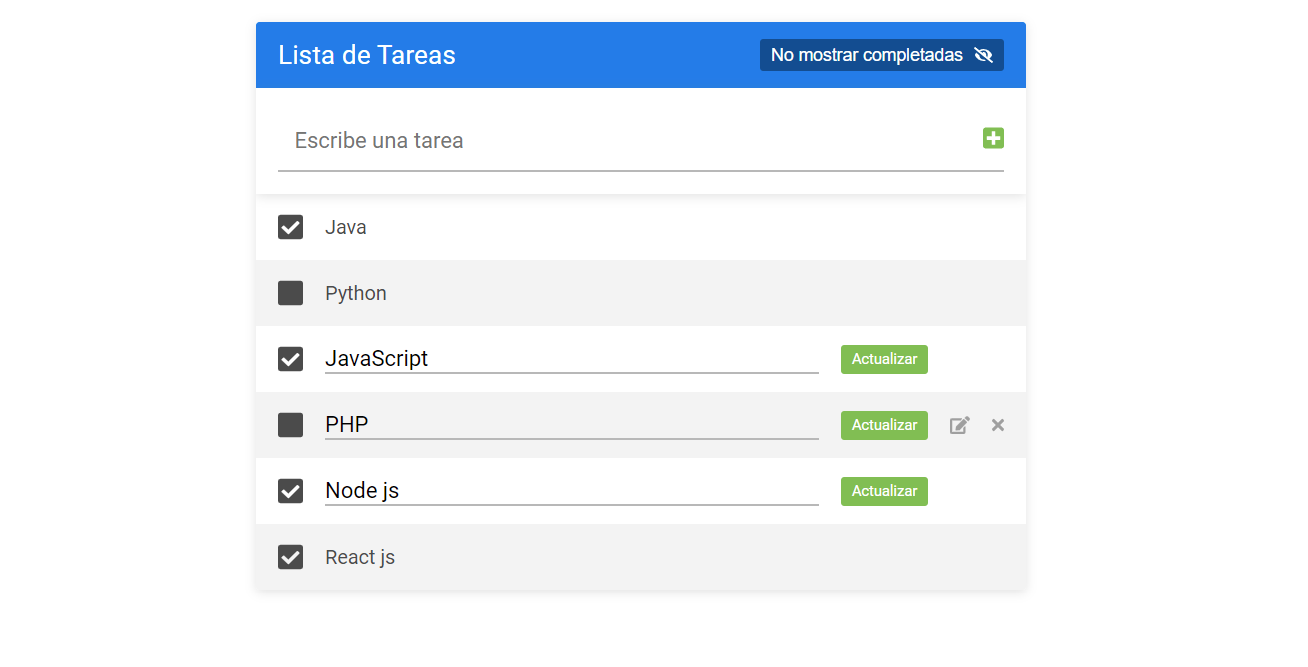 Lista de Tareas
No mostrar completadas
Escribe una tarea
Java
Python
JavaScript Actualizar
PHP Actualizar
Node js Actualizar
React js